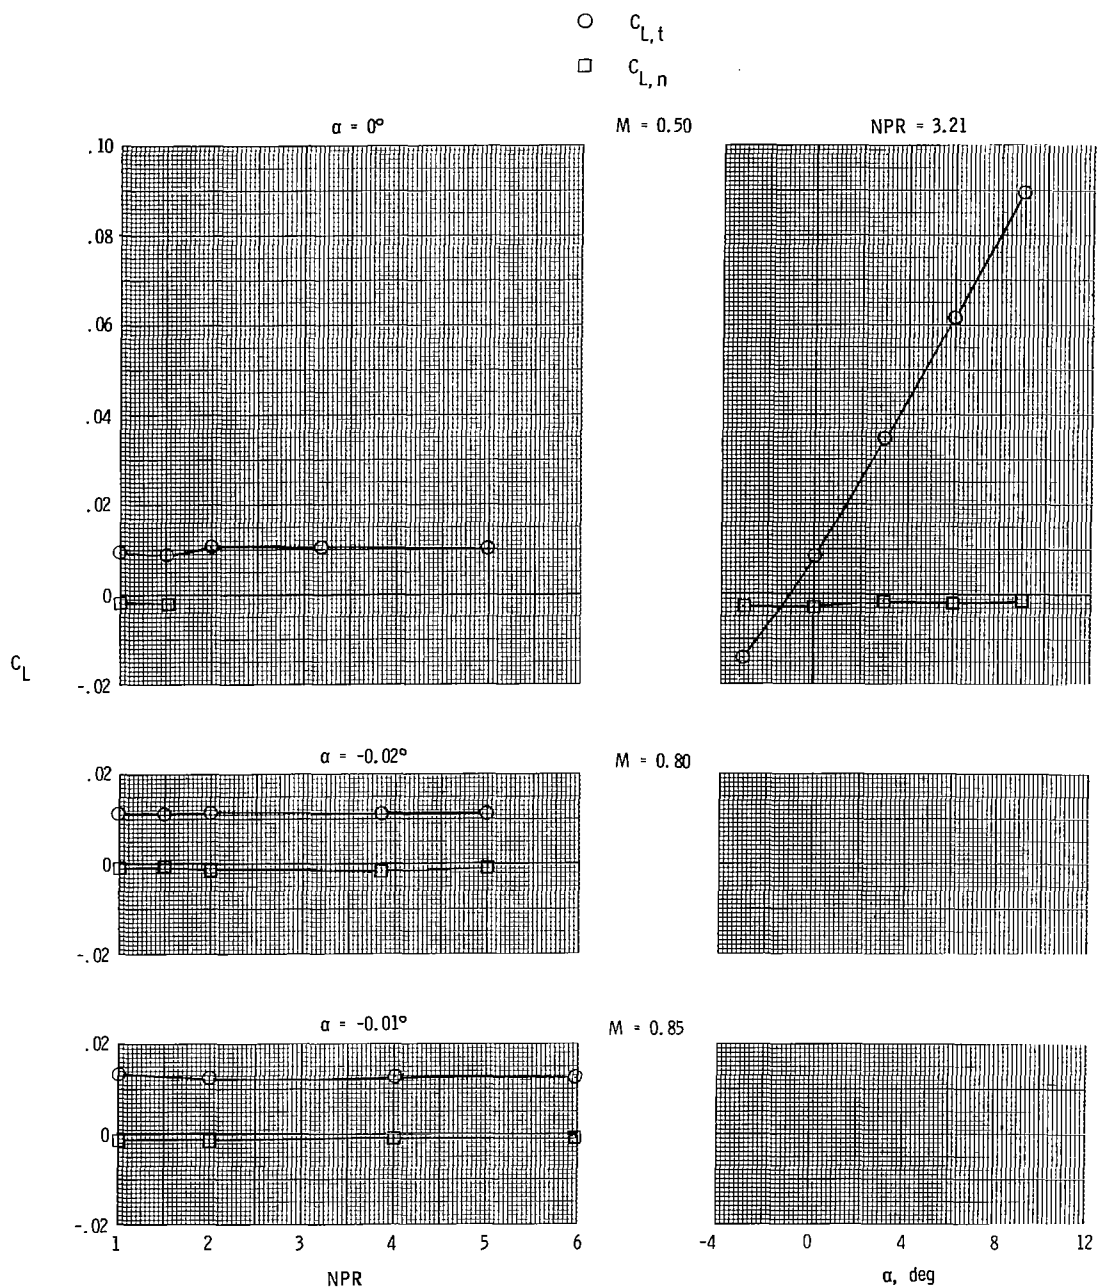 C_L,t
C_L,n
α = 0° M = 0.50 NPR = 3.21
.10
.08
.06
.04
.02
0
-.02
C_L
α = -0.02° M = 0.80
.02
0
-.02
α = -0.01° M = 0.85
.02
0
-.02
1 2 3 4 5 6 -4 0 4 8 12
NPR α, deg